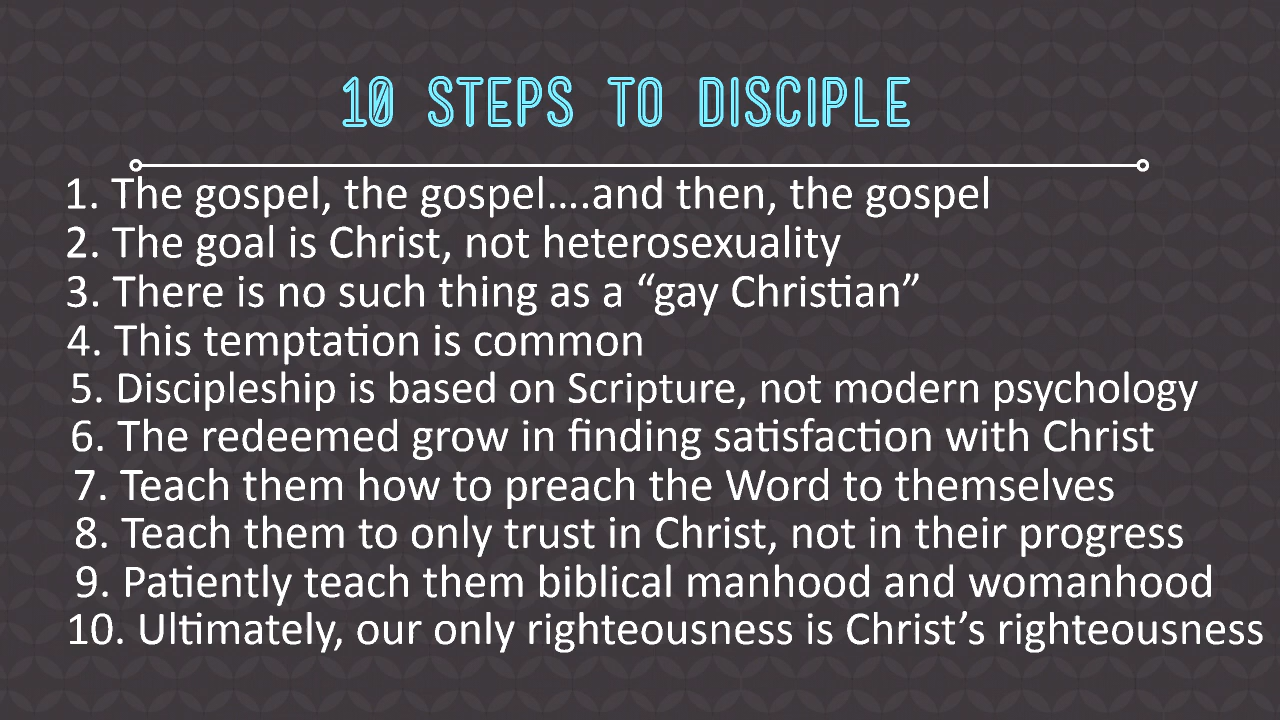 10 STEPS TO DISCIPLE
1. The gospel, the gospel....and then, the gospel
2. The goal is Christ, not heterosexuality
3. There is no such thing as a “gay Christian”
4. This temptation is common
5. Discipleship is based on Scripture, not modern psychology
6. The redeemed grow in finding satisfaction with Christ
7. Teach them how to preach the Word to themselves
8. Teach them to only trust in Christ, not in their progress
9. Patiently teach them biblical manhood and womanhood
10. Ultimately, our only righteousness is Christ’s righteousness